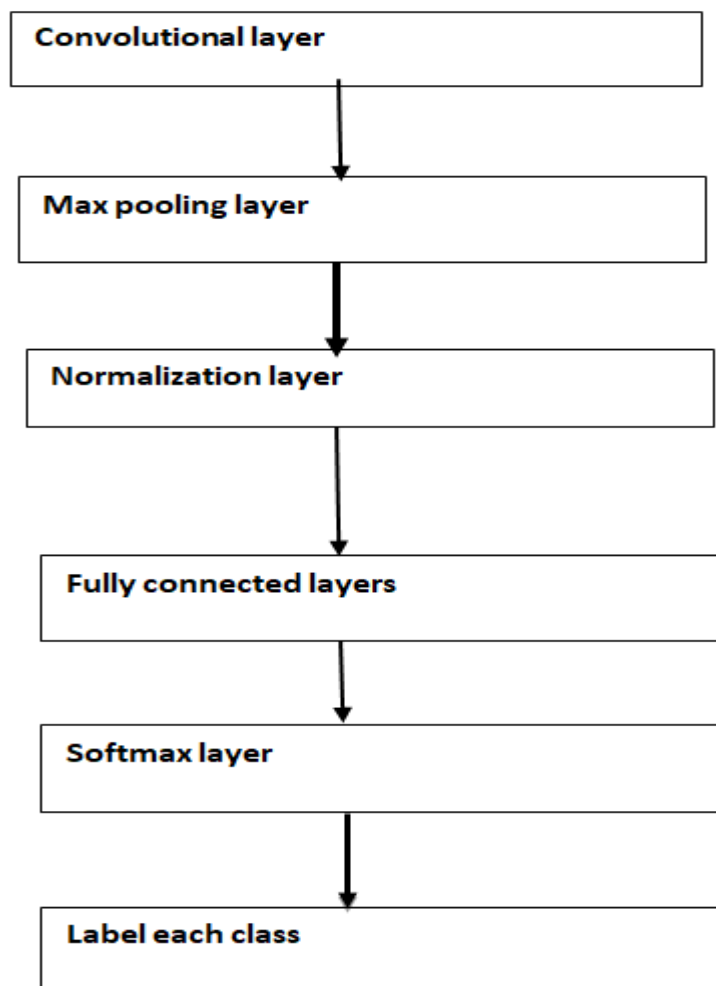 Convolutional layer
Max pooling layer
Normalization layer
Fully connected layers
Softmax layer
Label each class